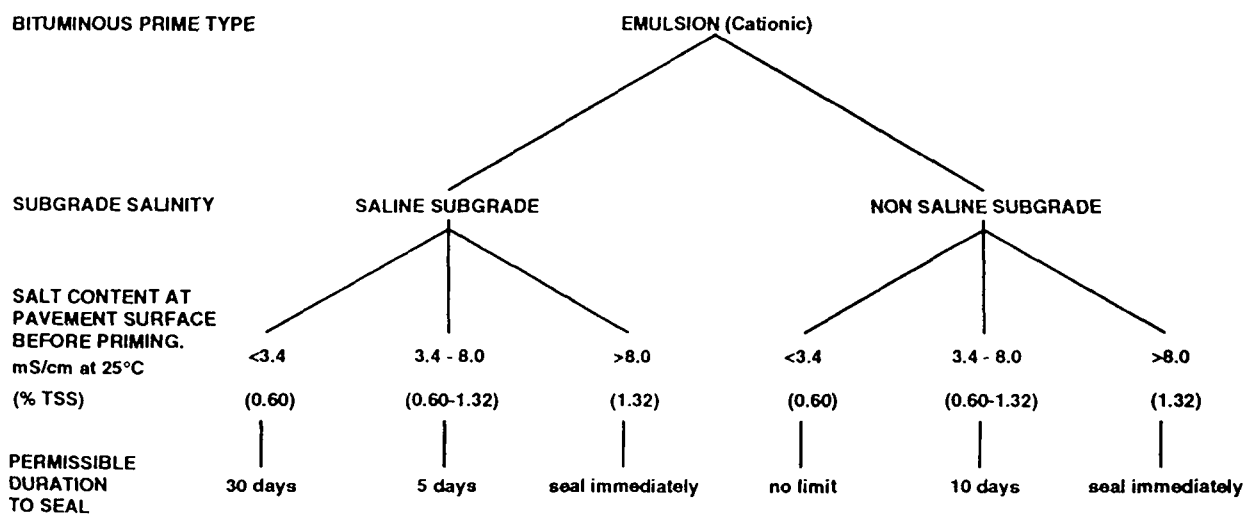 BITUMINOUS PRIME TYPE
EMULSION (Cationic)
SUBGRADE SALINITY
SALINE SUBGRADE
NON SALINE SUBGRADE
SALT CONTENT AT
PAVEMENT SURFACE
BEFORE PRIMING.
mS/cm at 25°C
<3.4 3.4 - 8.0 >8.0 <3.4 3.4 - 8.0 >8.0
(% TSS) (0.60) (0.60-1.32) (1.32) (0.60) (0.60-1.32) (1.32)
PERMISSIBLE
DURATION
TO SEAL
30 days 5 days seal immediately no limit 10 days seal immediately